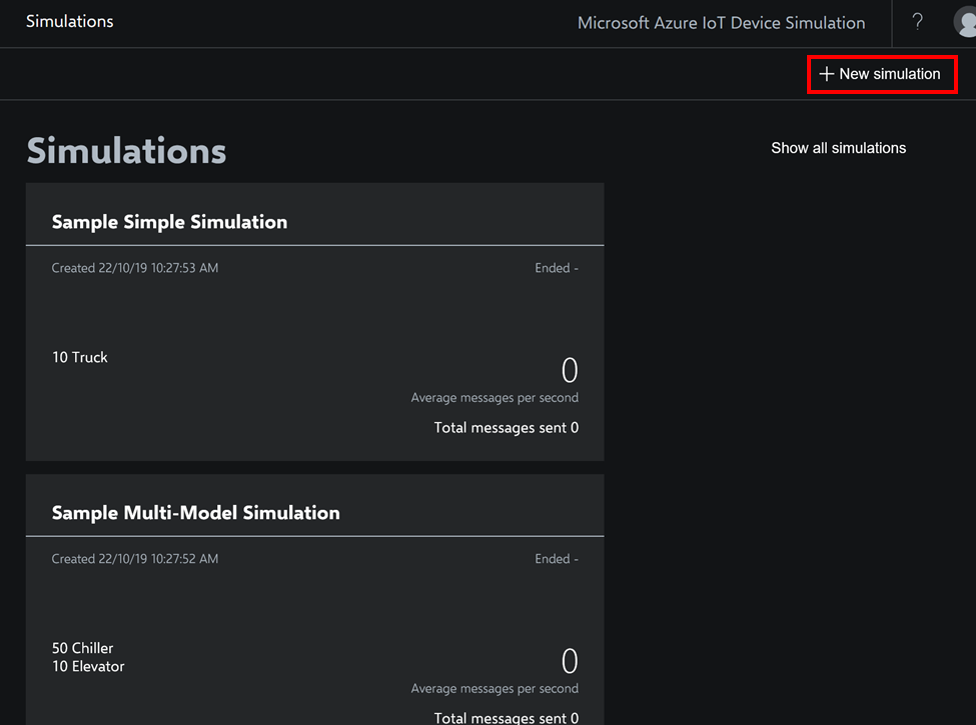 Simulations
Microsoft Azure IoT Device Simulation
?
+ New simulation
Simulations
Show all simulations
Sample Simple Simulation
Created 22/10/19 10:27:53 AM
Ended -
10 Truck
0
Average messages per second
Total messages sent 0
Sample Multi-Model Simulation
Created 22/10/19 10:27:52 AM
Ended -
50 Chiller
10 Elevator
0
Average messages per second
Total messages sent 0